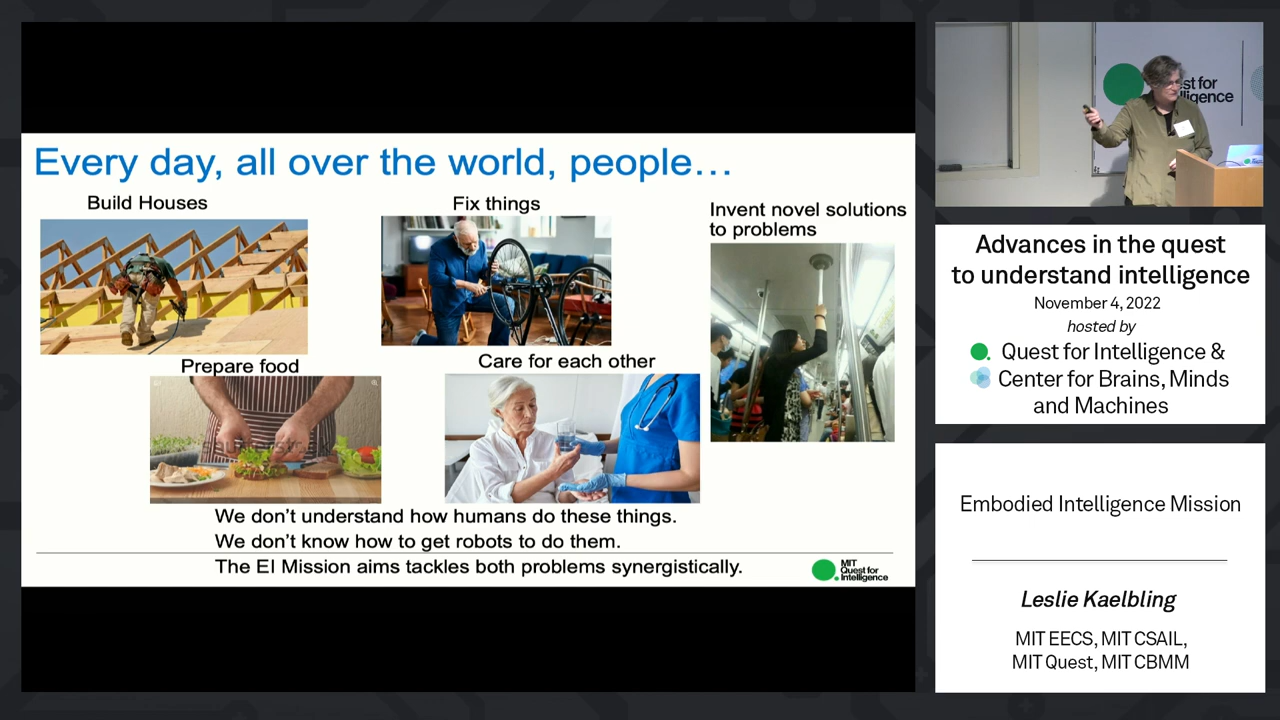 Every day, all over the world, people…
Build Houses
Fix things
Invent novel solutions
to problems
Prepare food
Care for each other
We don't understand how humans do these things.
We don't know how to get robots to do them.
The EI Mission aims tackles both problems synergistically.
MIT
Quest for
Intelligence
st for
lligence
Advances in the quest
to understand intelligence
November 4, 2022
hosted by
Quest for Intelligence &
Center for Brains, Minds
and Machines
Embodied Intelligence Mission
Leslie Kaelbling
MIT EECS, MIT CSAIL,
MIT Quest, MIT CBMM